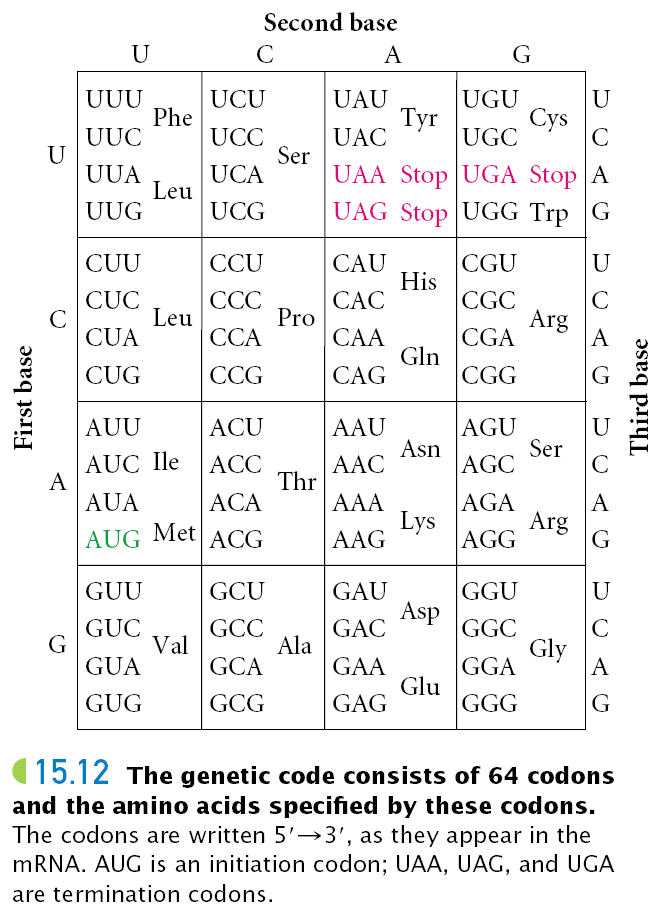 Second base
U C A G
UUU Phe UCU UAU Tyr UGU Cys U
UUC UCC UAC UGC C
U Ser
UUA Leu UCA UAA Stop UGA Stop A
UUG UCG UAG Stop UGG Trp G
CUU CCU CAU His CGU U
CUC CCC CAC CGC C
C Leu Pro Arg
CUA CCA CAA Gln CGA A
CUG CCG CAG CGG G
First base
Third base
AUU ACU AAU Asn AGU Ser U
AUC Ile ACC AAC AGC C
A Thr
AUA ACA AAA Lys AGA Arg A
AUG Met ACG AAG AGG G
GUU GCU GAU Asp GGU U
GUC GCC GAC GGC C
G Val Ala Gly
GUA GCA GAA Glu GGA A
GUG GCG GAG GGG G
15.12 The genetic code consists of 64 codons
and the amino acids specified by these codons.
The codons are written 5′→3′, as they appear in the
mRNA. AUG is an initiation codon; UAA, UAG, and UGA
are termination codons.